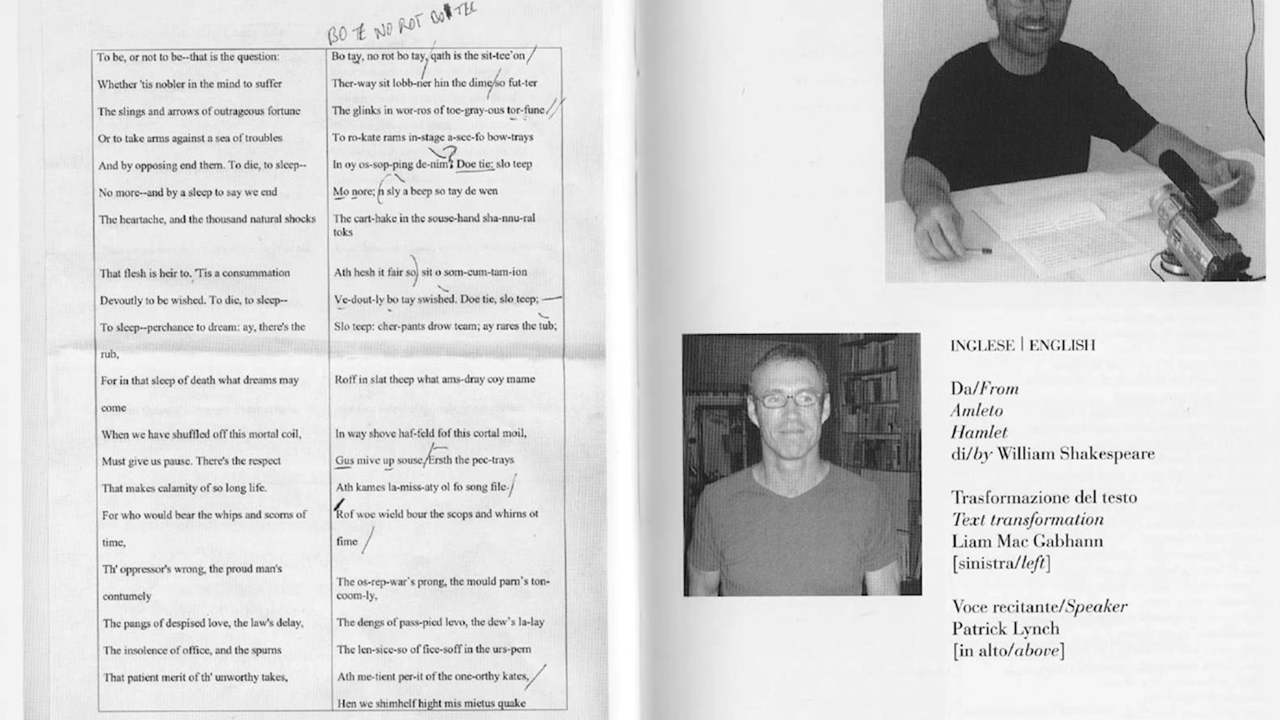 BO TE NO ROT BO TEE
To be, or not to be--that is the question:
Whether 'tis nobler in the mind to suffer
The slings and arrows of outrageous fortune
Or to take arms against a sea of troubles
And by opposing end them. To die, to sleep--
No more--and by a sleep to say we end
The heartache, and the thousand natural shocks
That flesh is heir to. 'Tis a consummation
Devoutly to be wished. To die, to sleep--
To sleep--perchance to dream: ay, there's the
rub,
For in that sleep of death what dreams may
come
When we have shuffled off this mortal coil,
Must give us pause. There's the respect
That makes calamity of so long life.
For who would bear the whips and scorns of
time,
Th' oppressor's wrong, the proud man's
contumely
The pangs of despised love, the law's delay,
The insolence of office, and the spurns
That patient merit of th' unworthy takes,
Bo tay, no rot bo tay, qath is the sit-tee'on
Ther-way sit lobb-ner hin the dime so fut-ter
The glinks in wor-ros of toe-gray-ous tor-fune
To ro-kate rams in-stage a-see-fo bow-trays
In oy os-sop-ping de-nim? Doe tie; slo teep
Mo nore; n sly a beep so tay de wen
The cart-hake in the souse-hand sha-nnu-ral
toks
Ath hesh it fair so, sit o som-cum-tam-ion
Ve-dout-ly bo tay swished. Doe tie, slo teep;
Slo teep: cher-pants drow team; ay rares the tub;
Roff in slat theep what ams-dray coy mame
In way shove haf-feld fof this cortal moil,
Gus mive up souse, Ersth the pec-trays
Ath kames la-miss-aty ol fo song file.
Rof woe wield bour the scops and whirns ot
fime
The os-rep-war's prong, the mould pam's ton-
coom-ly,
The dengs of pass-pied levo, the dew's la-lay
The len-sice-so of fice-soff in the urs-pern
Ath me-tient per-it of the one-orthy kates,
Hen we shimhelf hight mis mietus quake
INGLESE | ENGLISH
Da/From
Amleto
Hamlet
di/by William Shakespeare
Trasformazione del testo
Text transformation
Liam Mac Gabhann
[sinistra/left]
Voce recitante/Speaker
Patrick Lynch
[in alto/above]